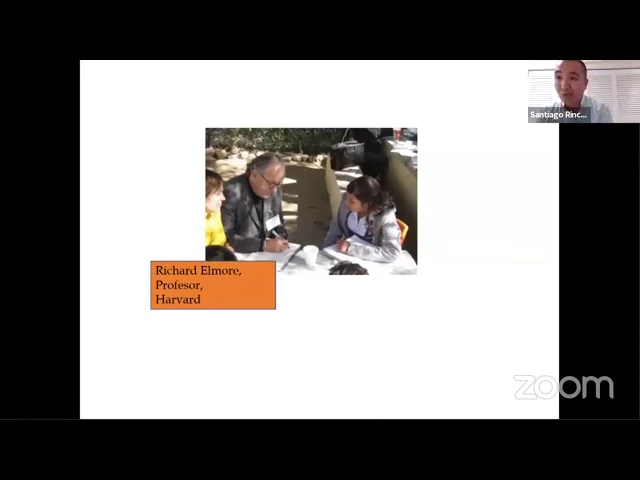 Santiago Rinc...
Richard Elmore,
Profesor,
Harvard
zoom